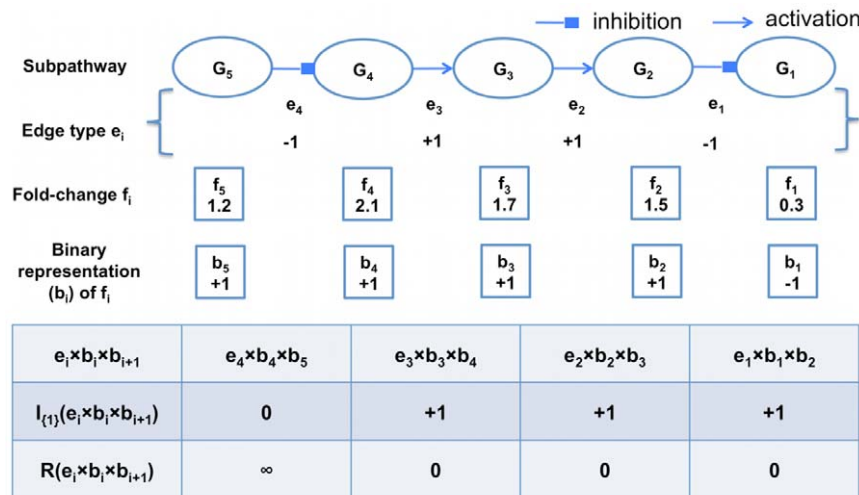 inhibition activation
Subpathway G₅ G₄ G₃ G₂ G₁
e₄ e₃ e₂ e₁
Edge type eᵢ
-1 +1 +1 -1
f₅ f₄ f₃ f₂ f₁
Fold-change fᵢ
1.2 2.1 1.7 1.5 0.3
Binary
representation
(bᵢ) of fᵢ
b₅ b₄ b₃ b₂ b₁
+1 +1 +1 +1 -1
eᵢ×bᵢ×bᵢ₊₁ e₄×b₄×b₅ e₃×b₃×b₄ e₂×b₂×b₃ e₁×b₁×b₂
I₍₁₎(eᵢ×bᵢ×bᵢ₊₁) 0 +1 +1 +1
R(eᵢ×bᵢ×bᵢ₊₁) ∞ 0 0 0